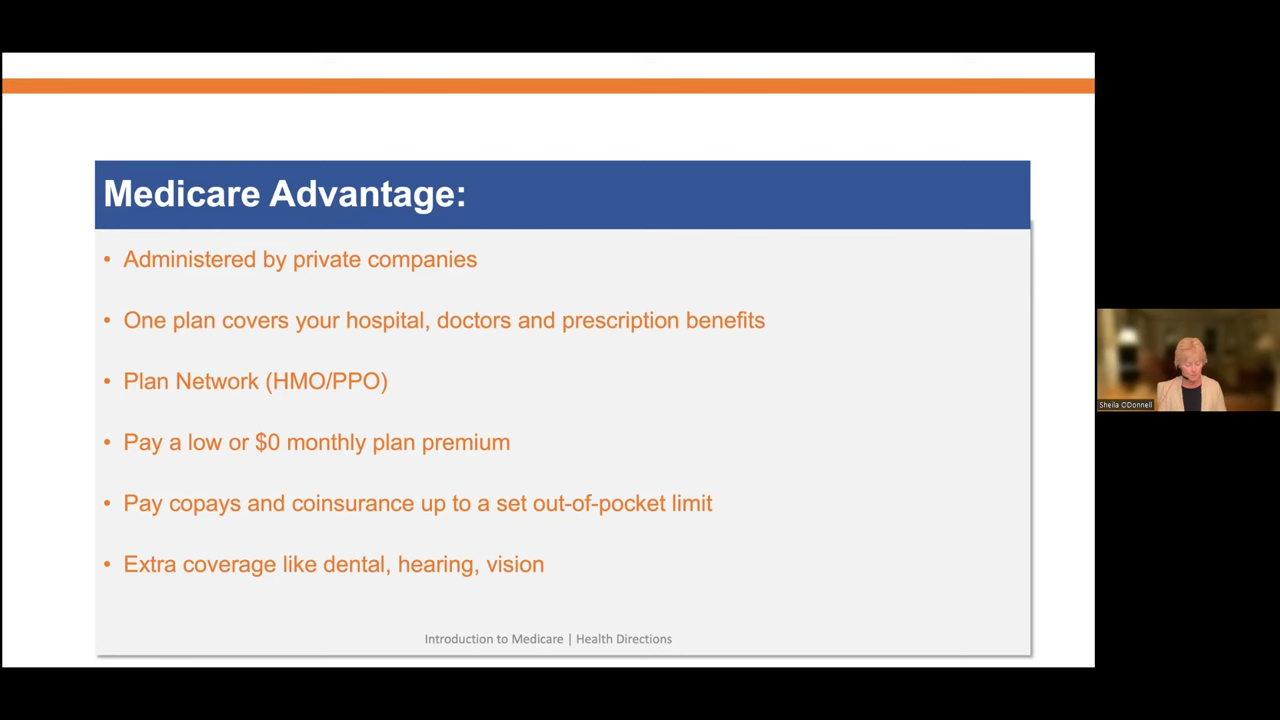 Medicare Advantage:
• Administered by private companies
• One plan covers your hospital, doctors and prescription benefits
• Plan Network (HMO/PPO)
• Pay a low or $0 monthly plan premium
• Pay copays and coinsurance up to a set out-of-pocket limit
• Extra coverage like dental, hearing, vision
Introduction to Medicare | Health Directions
Sheila ODonnell